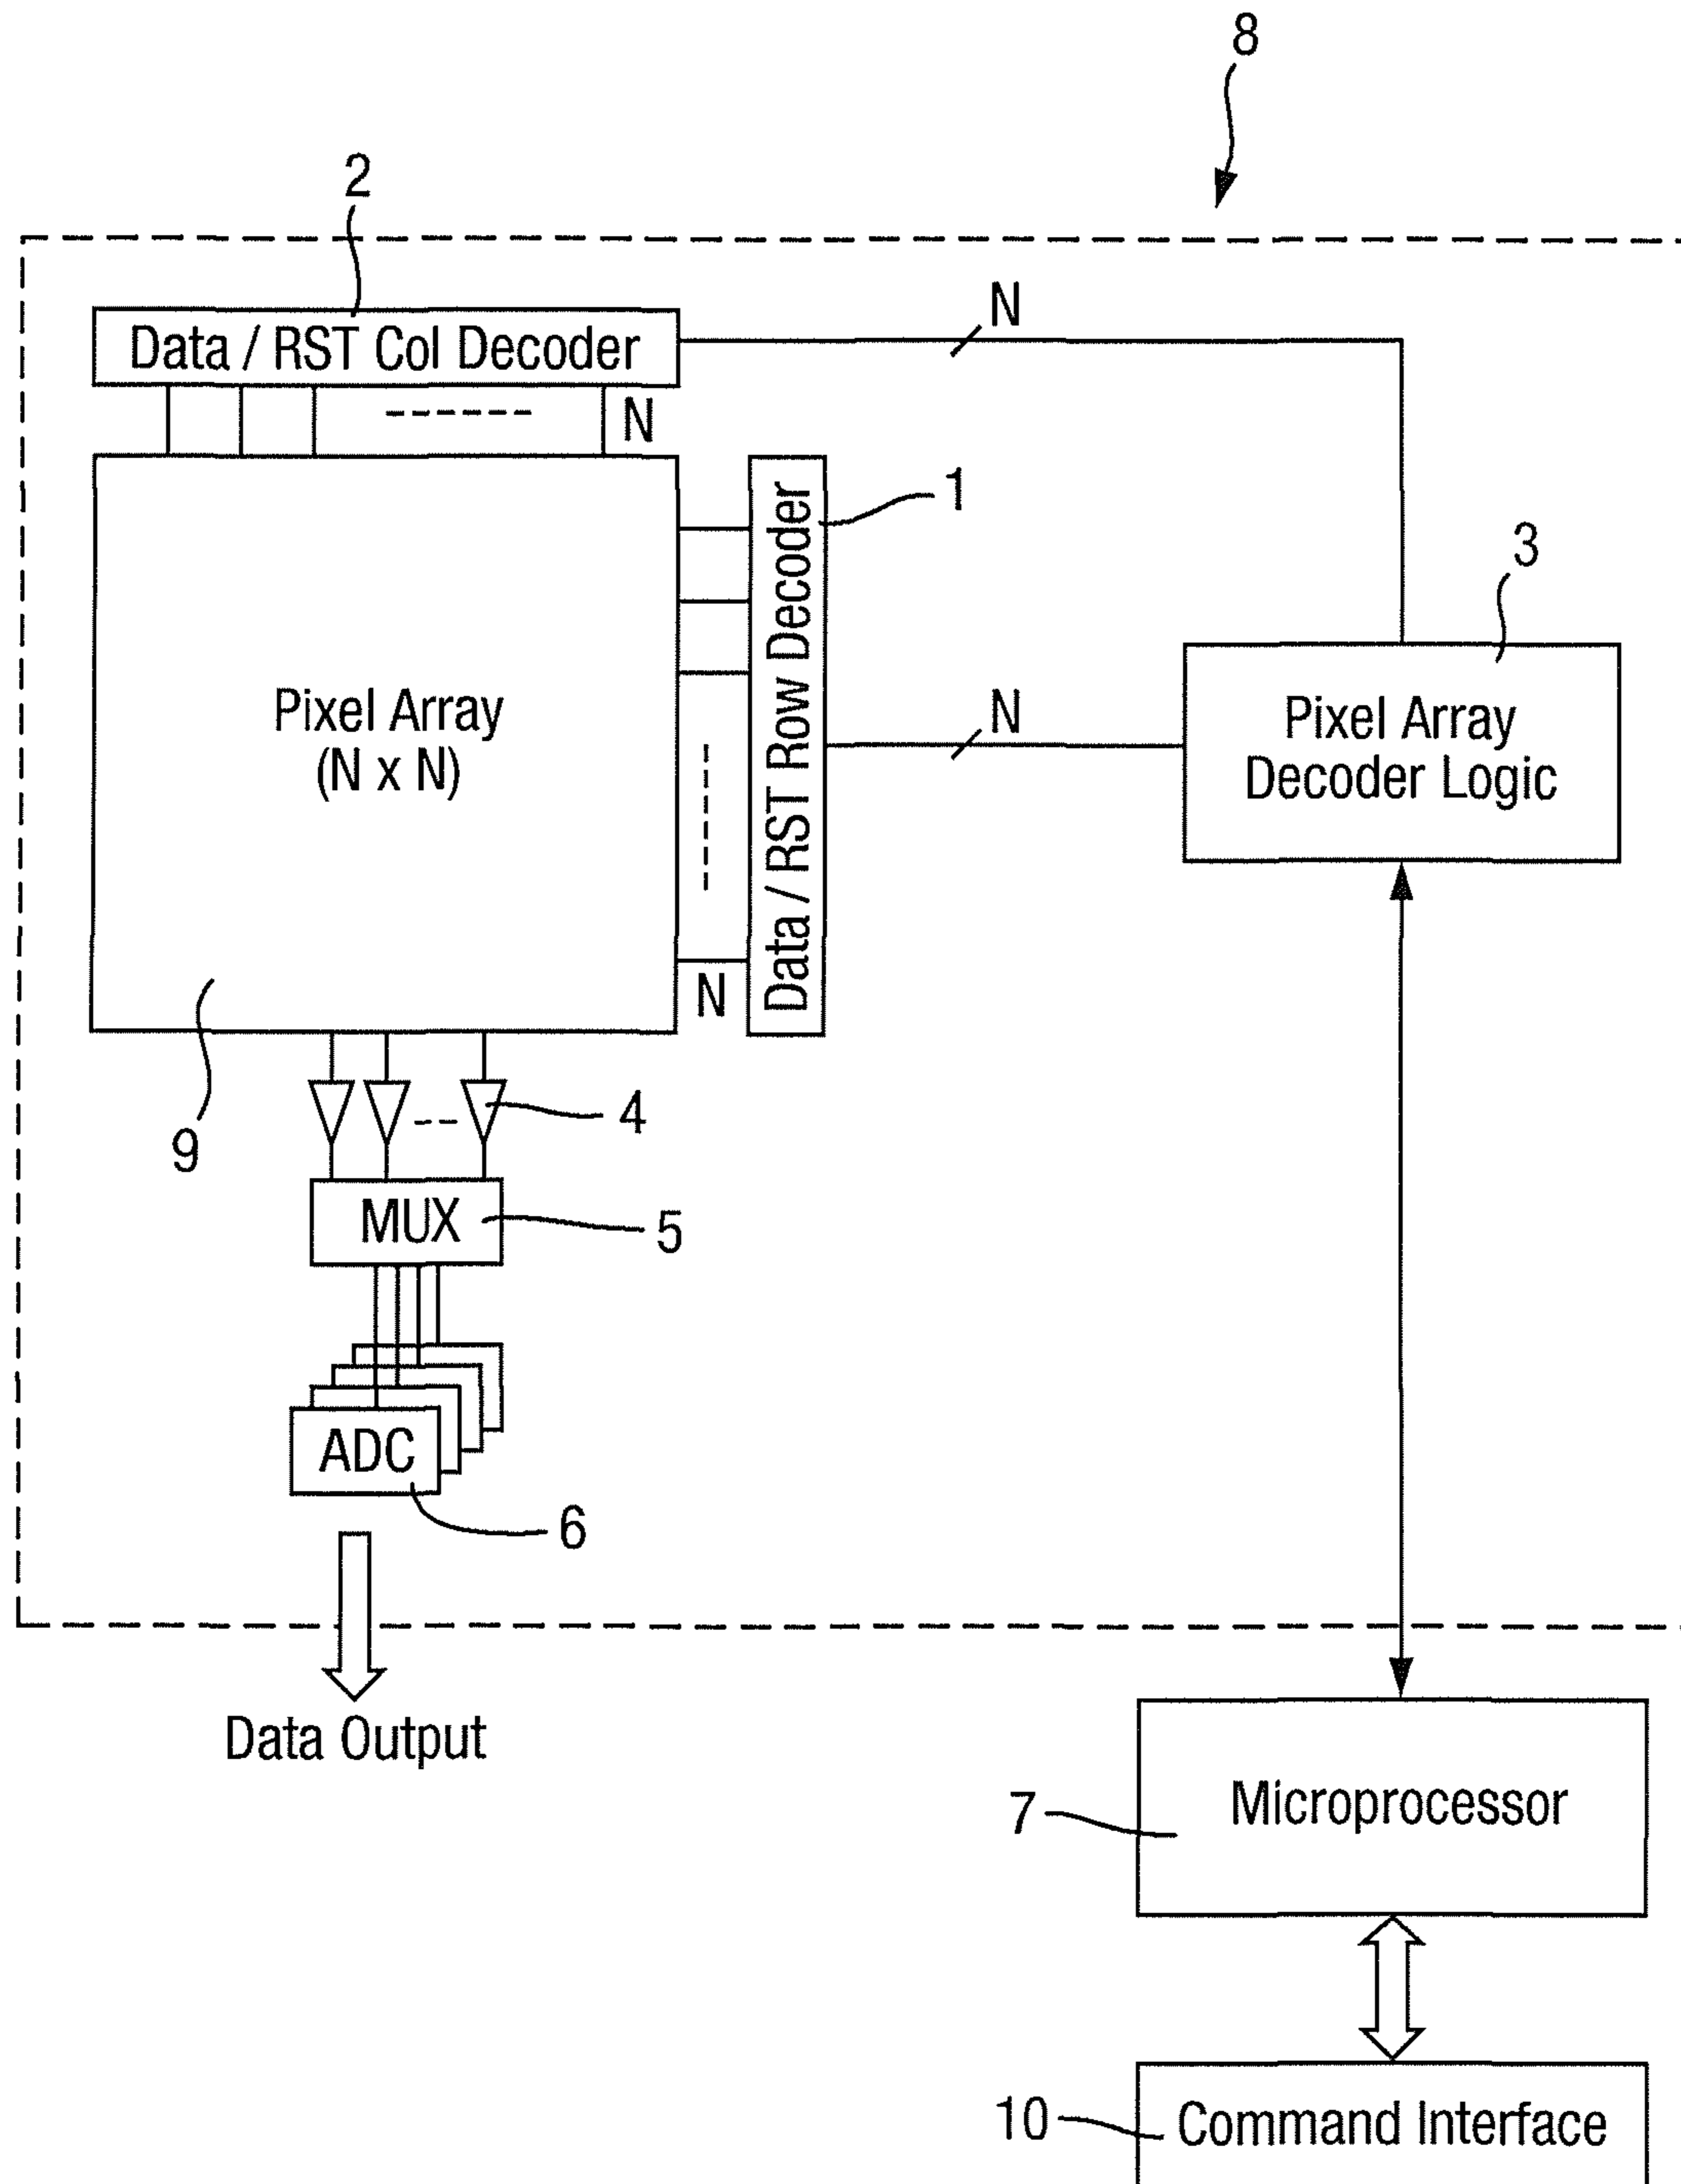 8
2
Data / RST Col Decoder
N
N
Data / RST Row Decoder
1
3
Pixel Array
(N x N)
N
Pixel Array
Decoder Logic
N
9
4
MUX
5
ADC
6
Data Output
7
Microprocessor
10
Command Interface